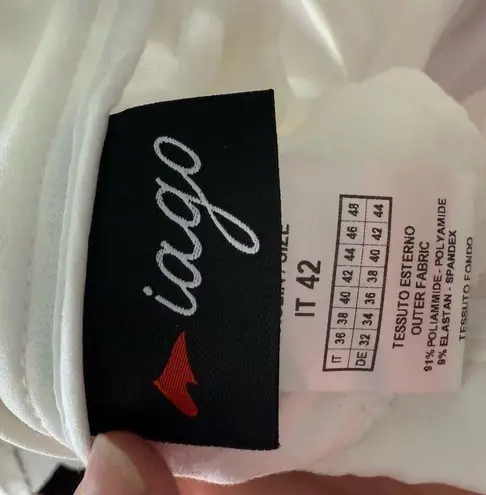 iago
SIZE
IT 42
IT 36 38 40 42 44 46 48
DE 32 34 36 38 40 42 44
TESSUTO ESTERNO
OUTER FABRIC
91% POLIAMMIDE - POLYAMIDE
9% ELASTAN - SPANDEX
TESSUTO FONDO